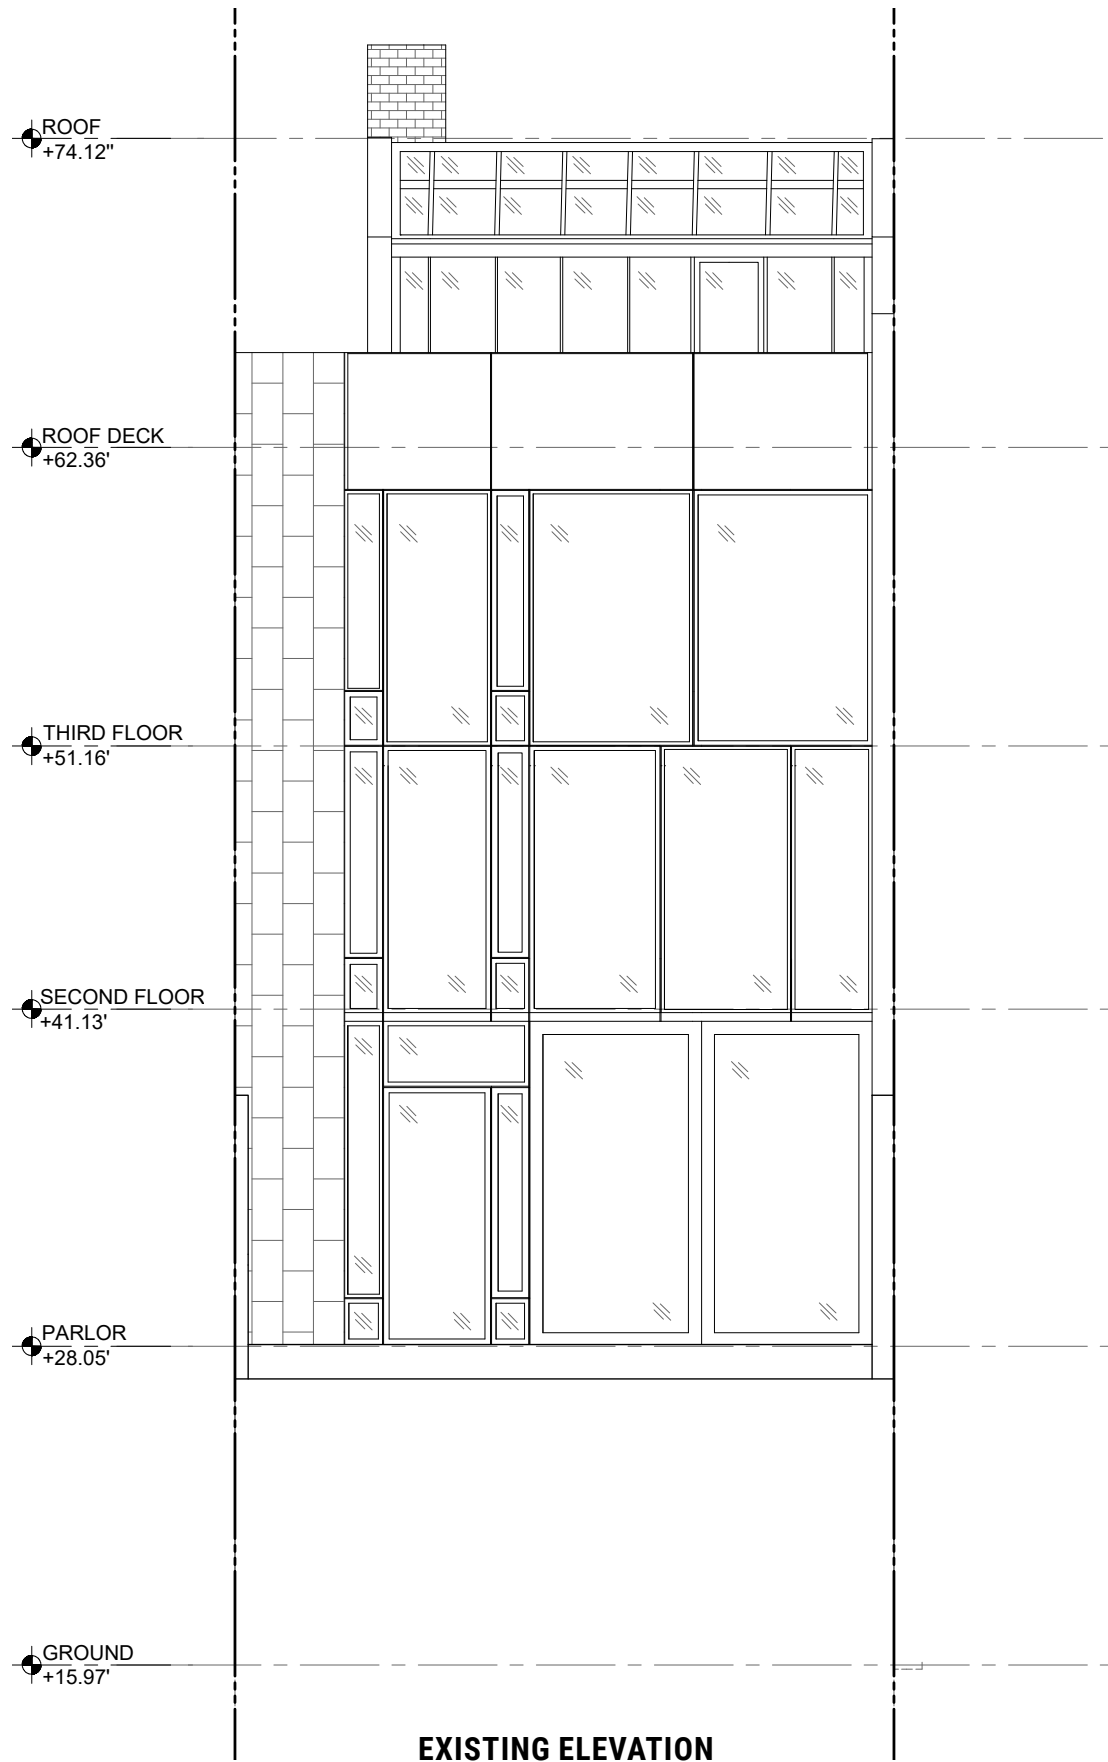 ROOF
+74.12"
ROOF DECK
+62.36'
THIRD FLOOR
+51.16'
SECOND FLOOR
+41.13'
PARLOR
+28.05'
GROUND
+15.97'
EXISTING ELEVATION